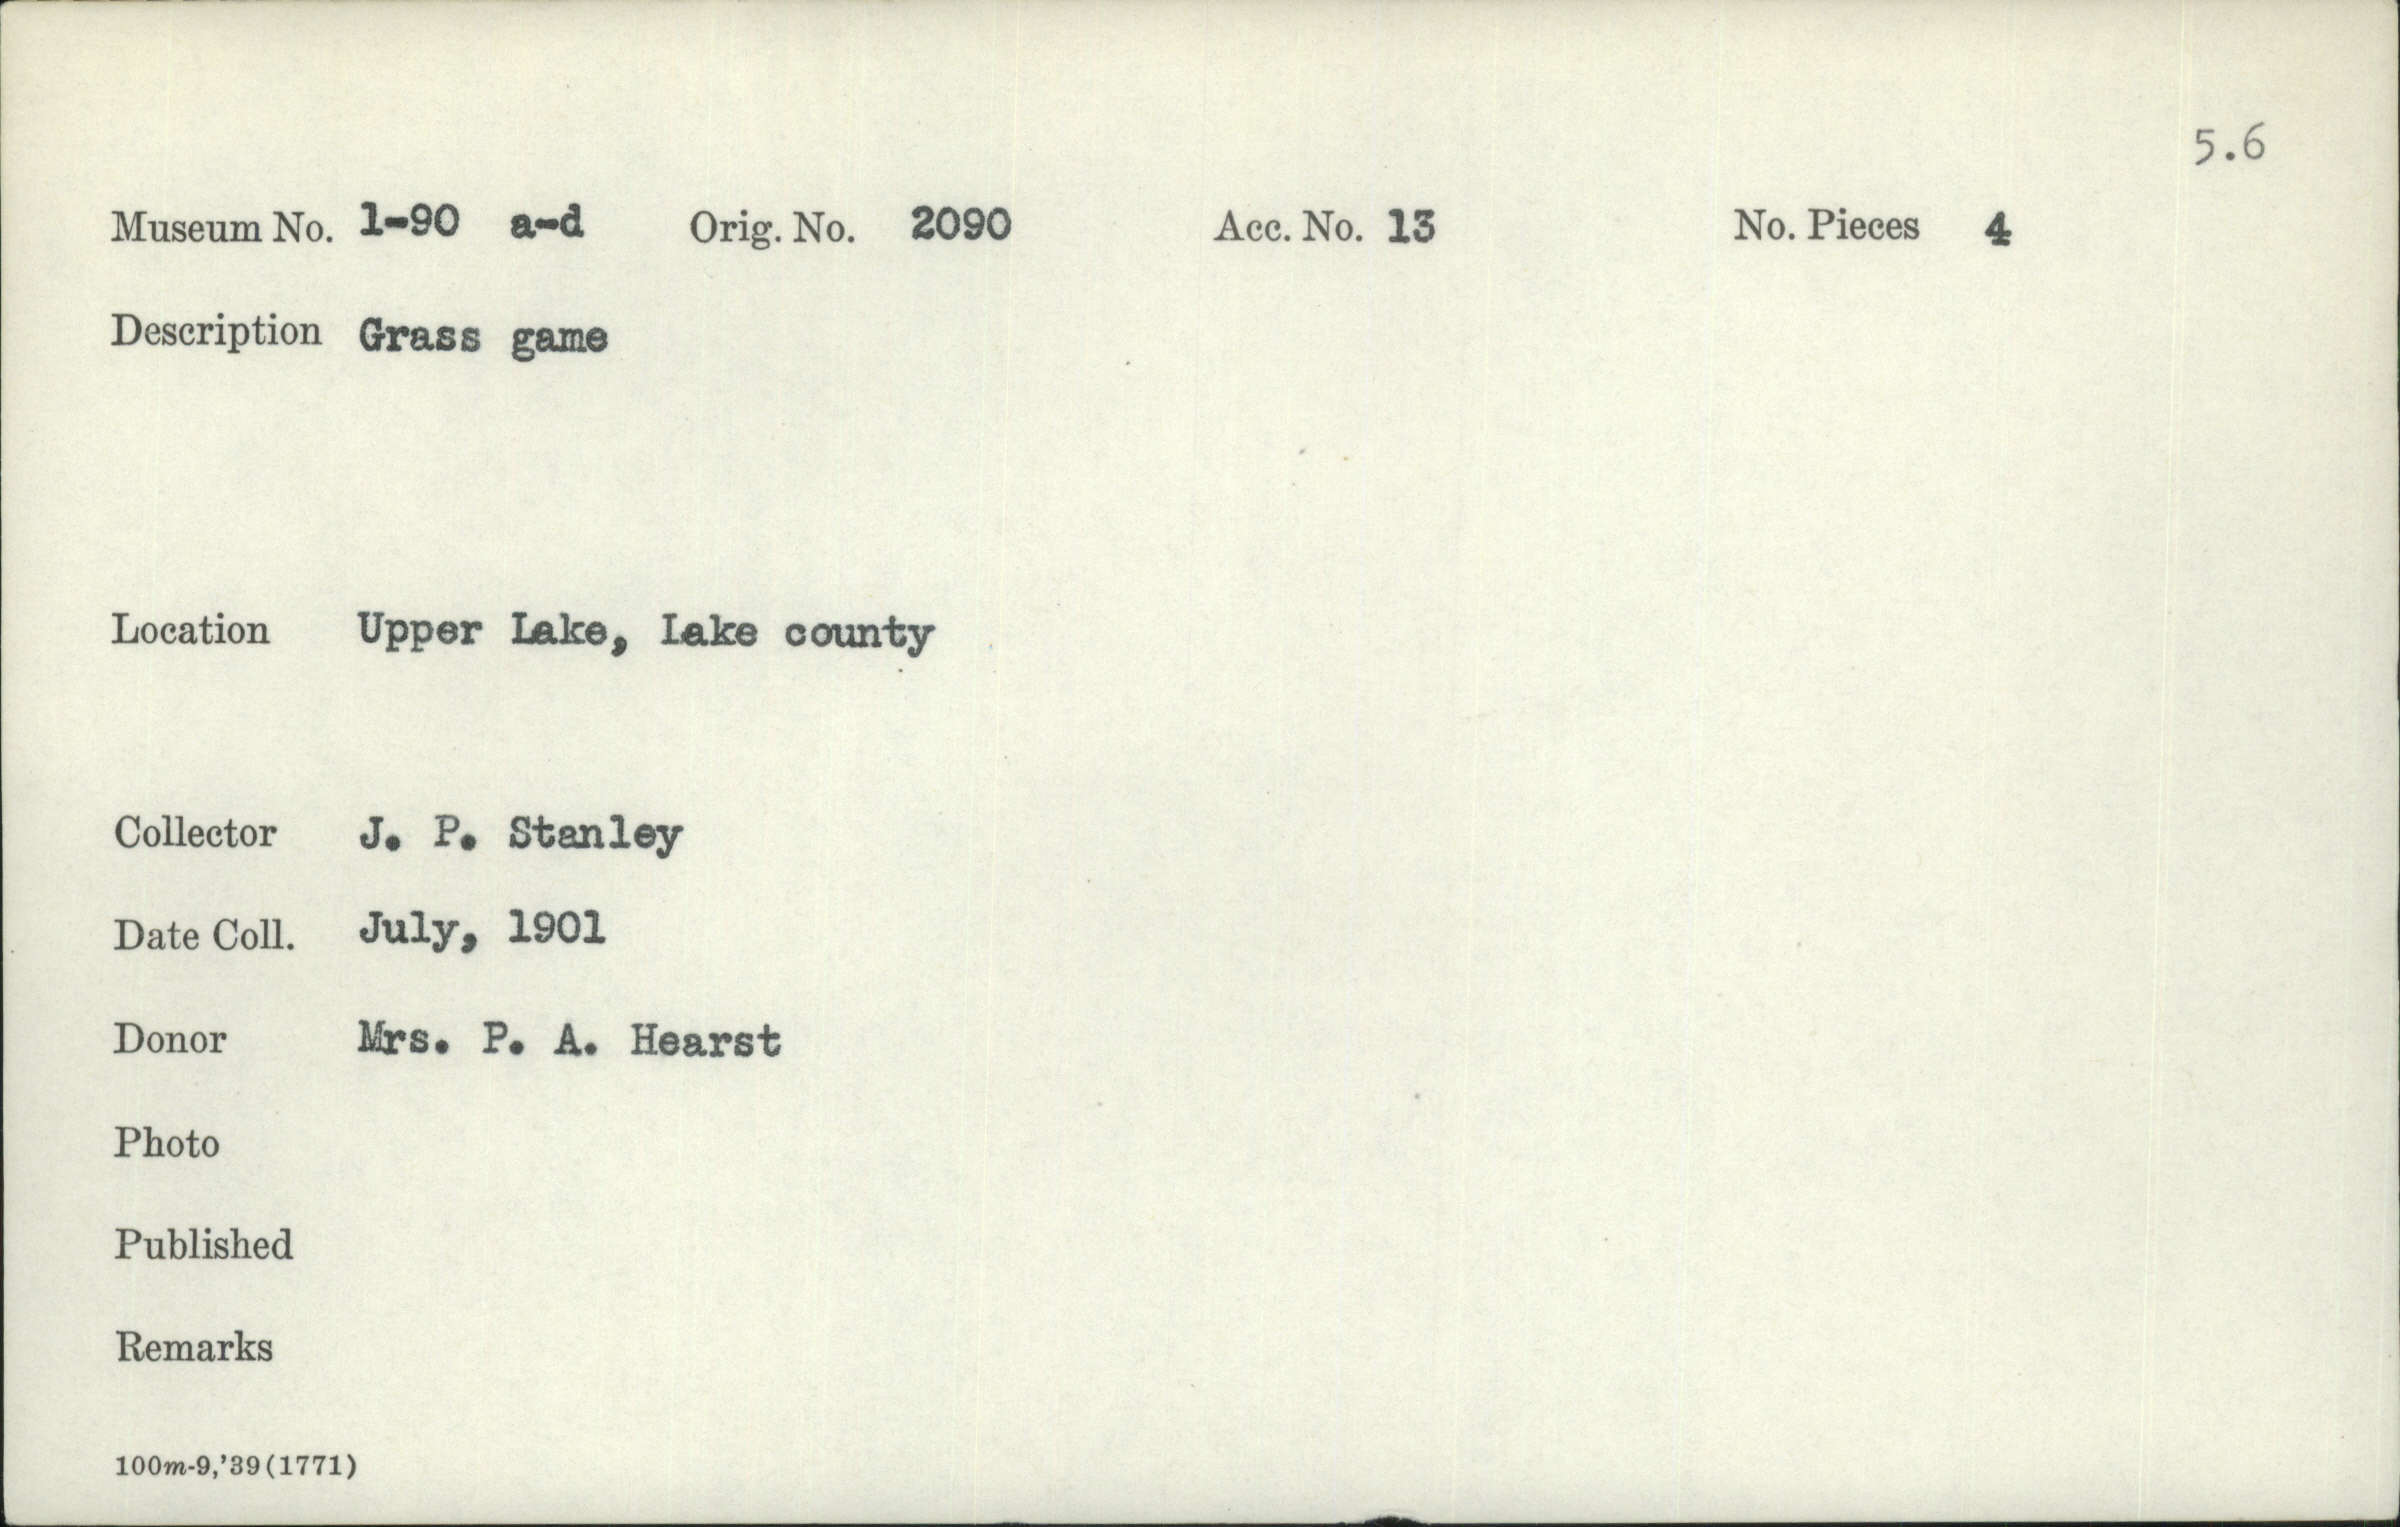 5.6
Museum No. 1-90 a-d Orig. No. 2090 Acc. No. 13 No. Pieces 4
Description Grass game
Location Upper Lake, Lake county
Collector J. P. Stanley
Date Coll. July, 1901
Donor Mrs. P. A. Hearst
Photo
Published
Remarks
100m-9,'39(1771)